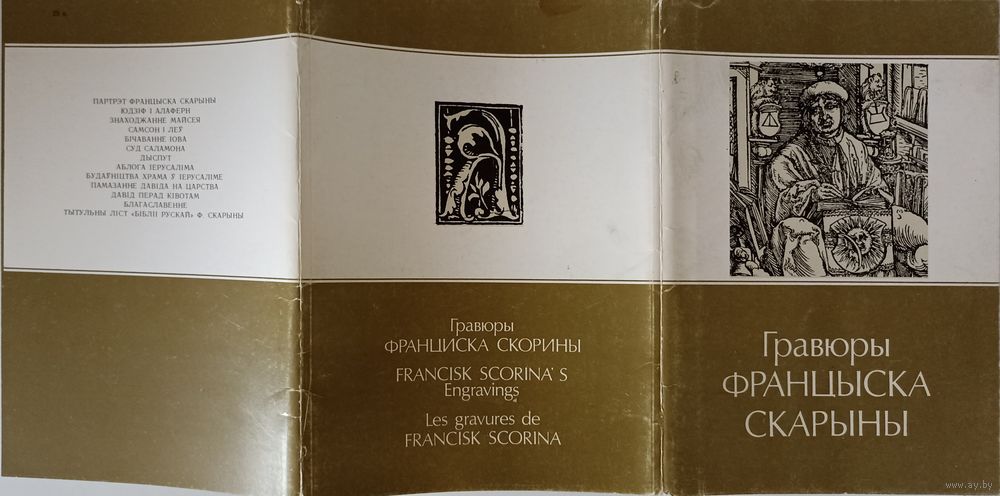 ПАРТРЭТ ФРАНЦЫСКА СКАРЫНЫ
ЮДЗІФ І АЛАФЕРН
ЗНАХОДЖАННЕ МАЙСЕЯ
САМСОН І ЛЕЎ
БІЧАВАННЕ ІОВА
СУД САЛАМОНА
ДЫСПУТ
АБЛОГА ІЕРУСАЛІМА
БУДАЎНІЦТВА ХРАМА Ў ІЕРУСАЛІМЕ
ПАМАЗАННЕ ДАВІДА НА ЦАРСТВА
ДАВІД ПЕРАД КІВОТАМ
БЛАГАСЛАВЕННЕ
ТЫТУЛЬНЫ ЛІСТ «БІБЛІІ РУСКАЙ» Ф. СКАРЫНЫ
Гравюры
ФРАНЦИСКА СКОРИНЫ
FRANCISK SCORINA'S
Engravings
Les gravures de
FRANCISK SCORINA
Гравюры
ФРАНЦЫСКА
СКАРЫНЫ
www.ay.by